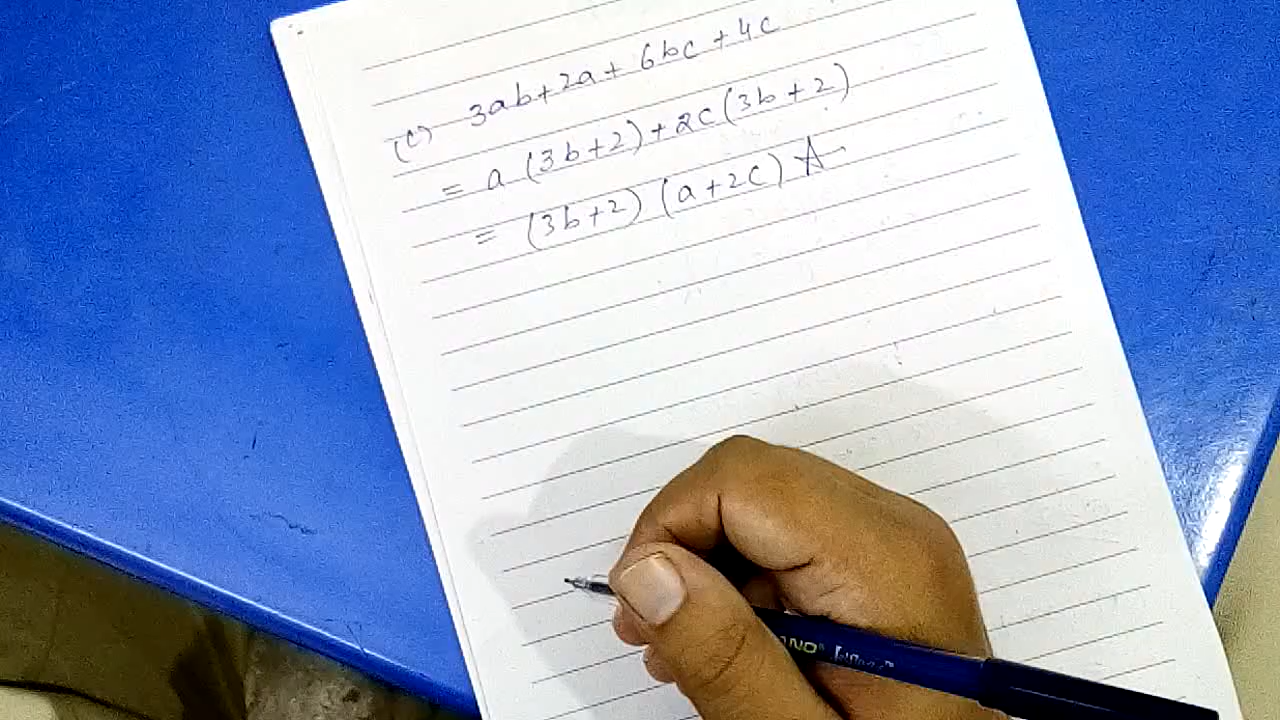 (c) 3ab+2a+6bc+4c
= a(3b+2)+2c(3b+2)
= (3b+2)(a+2c) A